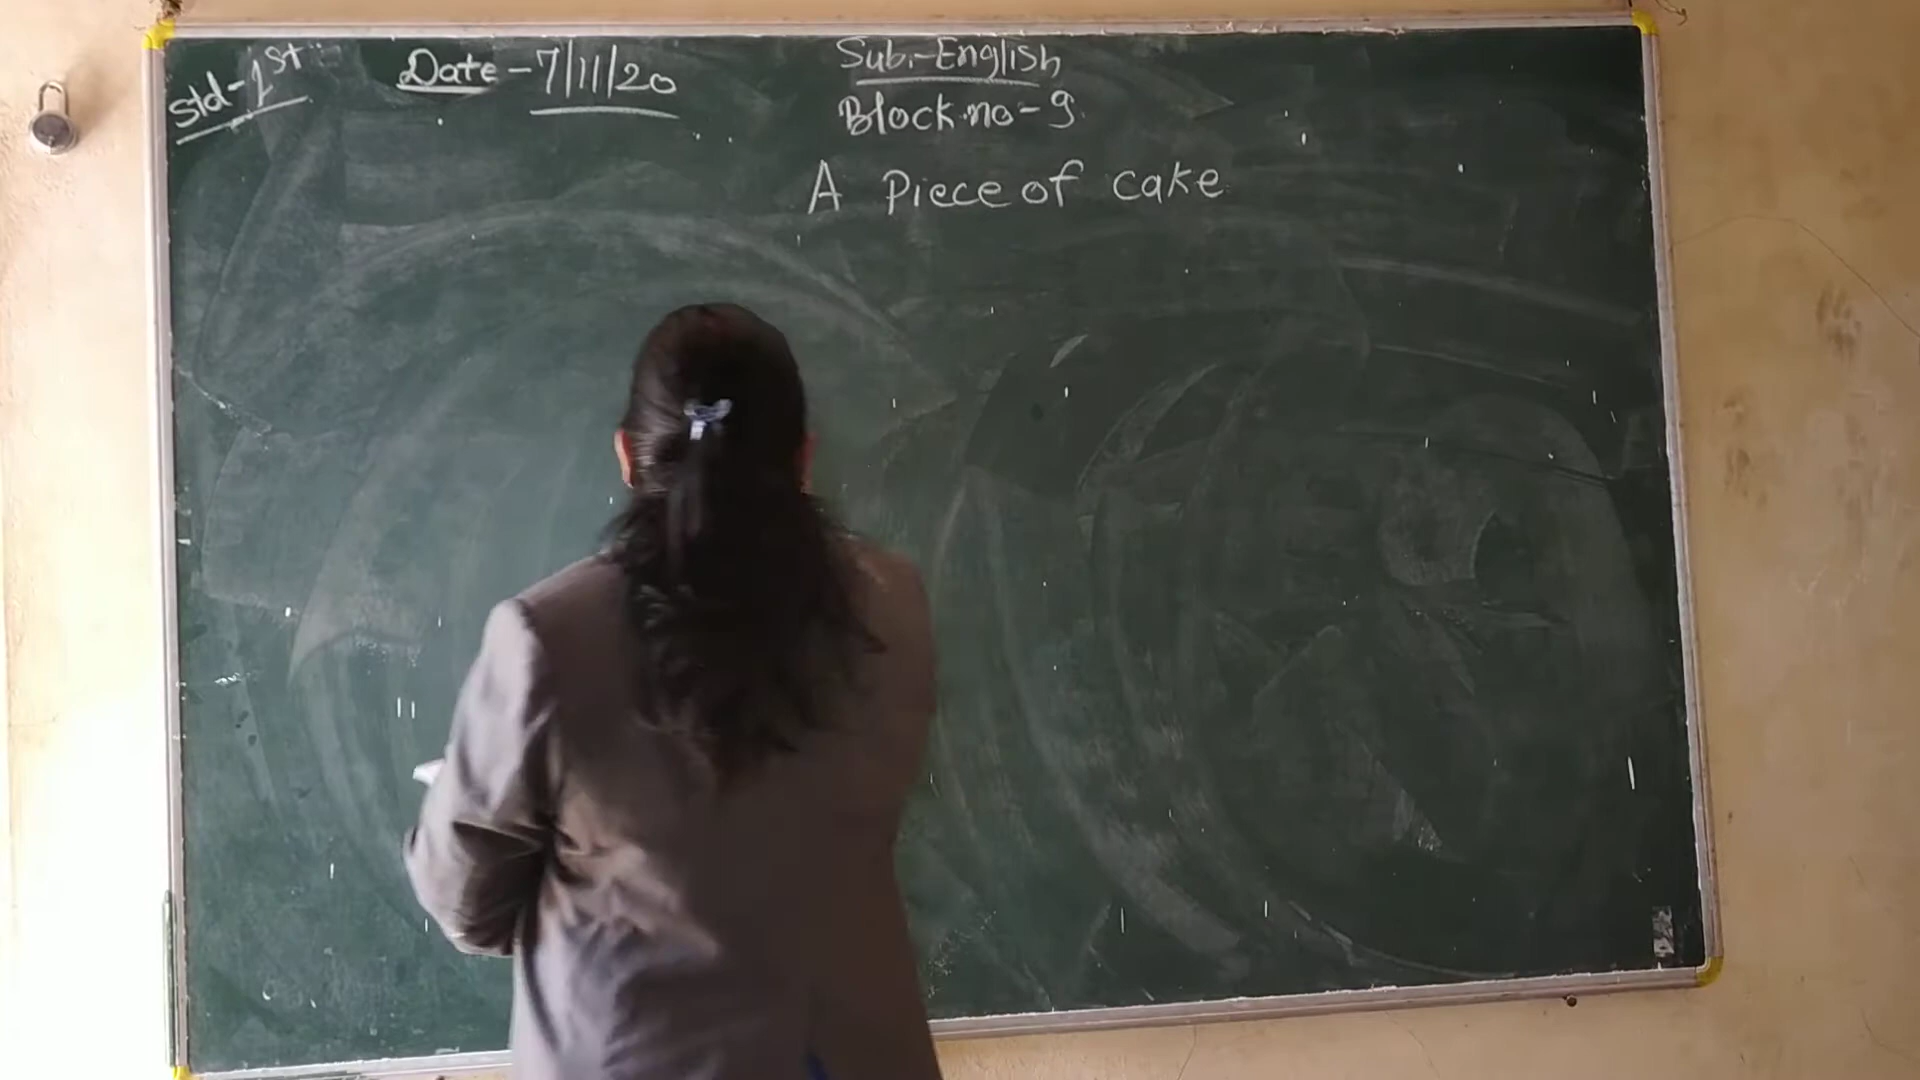 Std-1st
Date-7/11/20
Sub.-English
Block.no-9
A Piece of cake